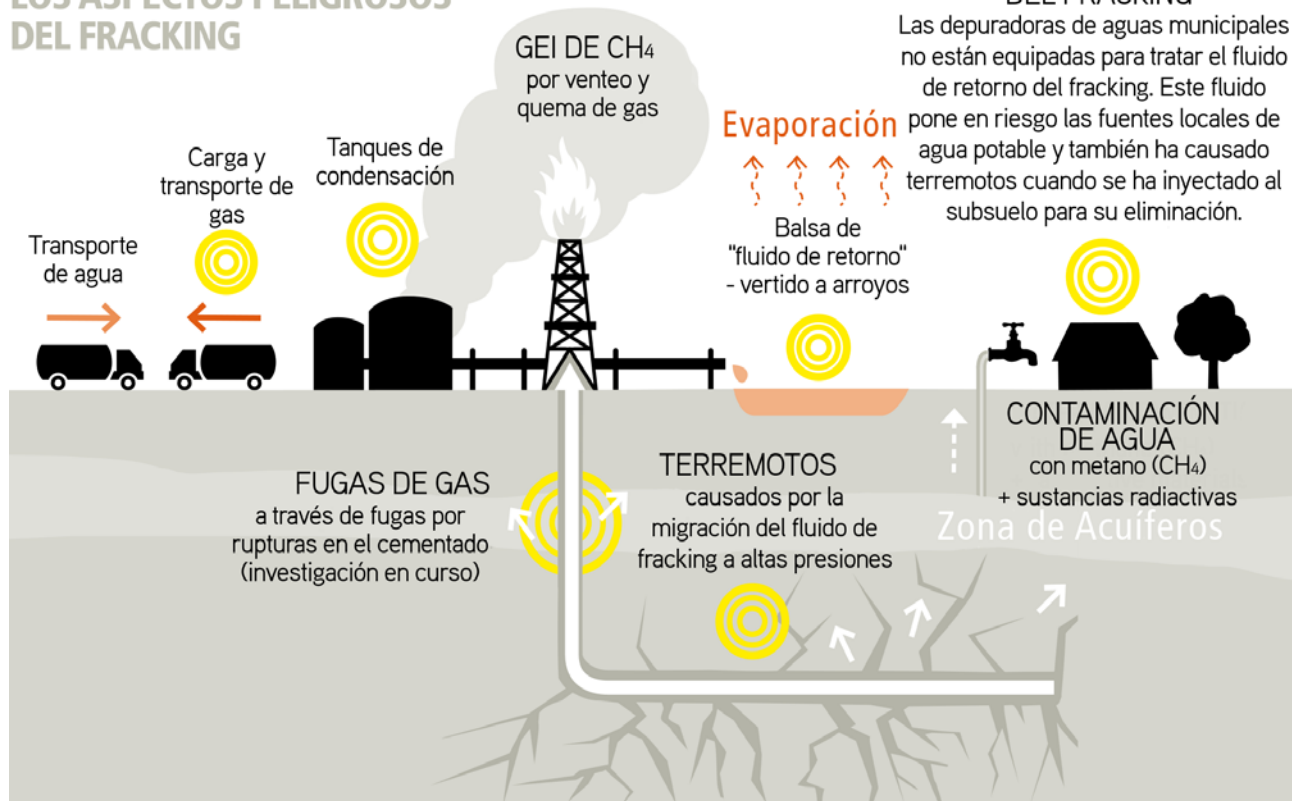 LOS ASPECTOS PELIGROSOS
DEL FRACKING
GEI DE CH4
por venteo y
quema de gas
DEL FRACKING
Las depuradoras de aguas municipales
no están equipadas para tratar el fluido
de retorno del fracking. Este fluido
pone en riesgo las fuentes locales de
agua potable y también ha causado
terremotos cuando se ha inyectado al
subsuelo para su eliminación.
Evaporación
Tanques de
condensación
Carga y
transporte de
gas
Transporte
de agua
Balsa de
"fluido de retorno"
- vertido a arroyos
CONTAMINACIÓN
DE AGUA
con metano (CH4)
+ sustancias radiactivas
Zona de Acuíferos
FUGAS DE GAS
a través de fugas por
rupturas en el cementado
(investigación en curso)
TERREMOTOS
causados por la
migración del fluido de
fracking a altas presiones